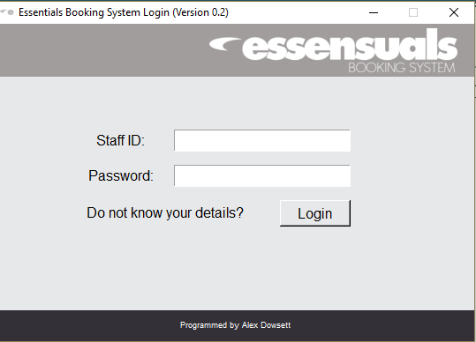 Essentials Booking System Login (Version 0.2)
essensuals
BOOKING SYSTEM
Staff ID:
Password:
Do not know your details? Login
Programmed by Alex Dowsett